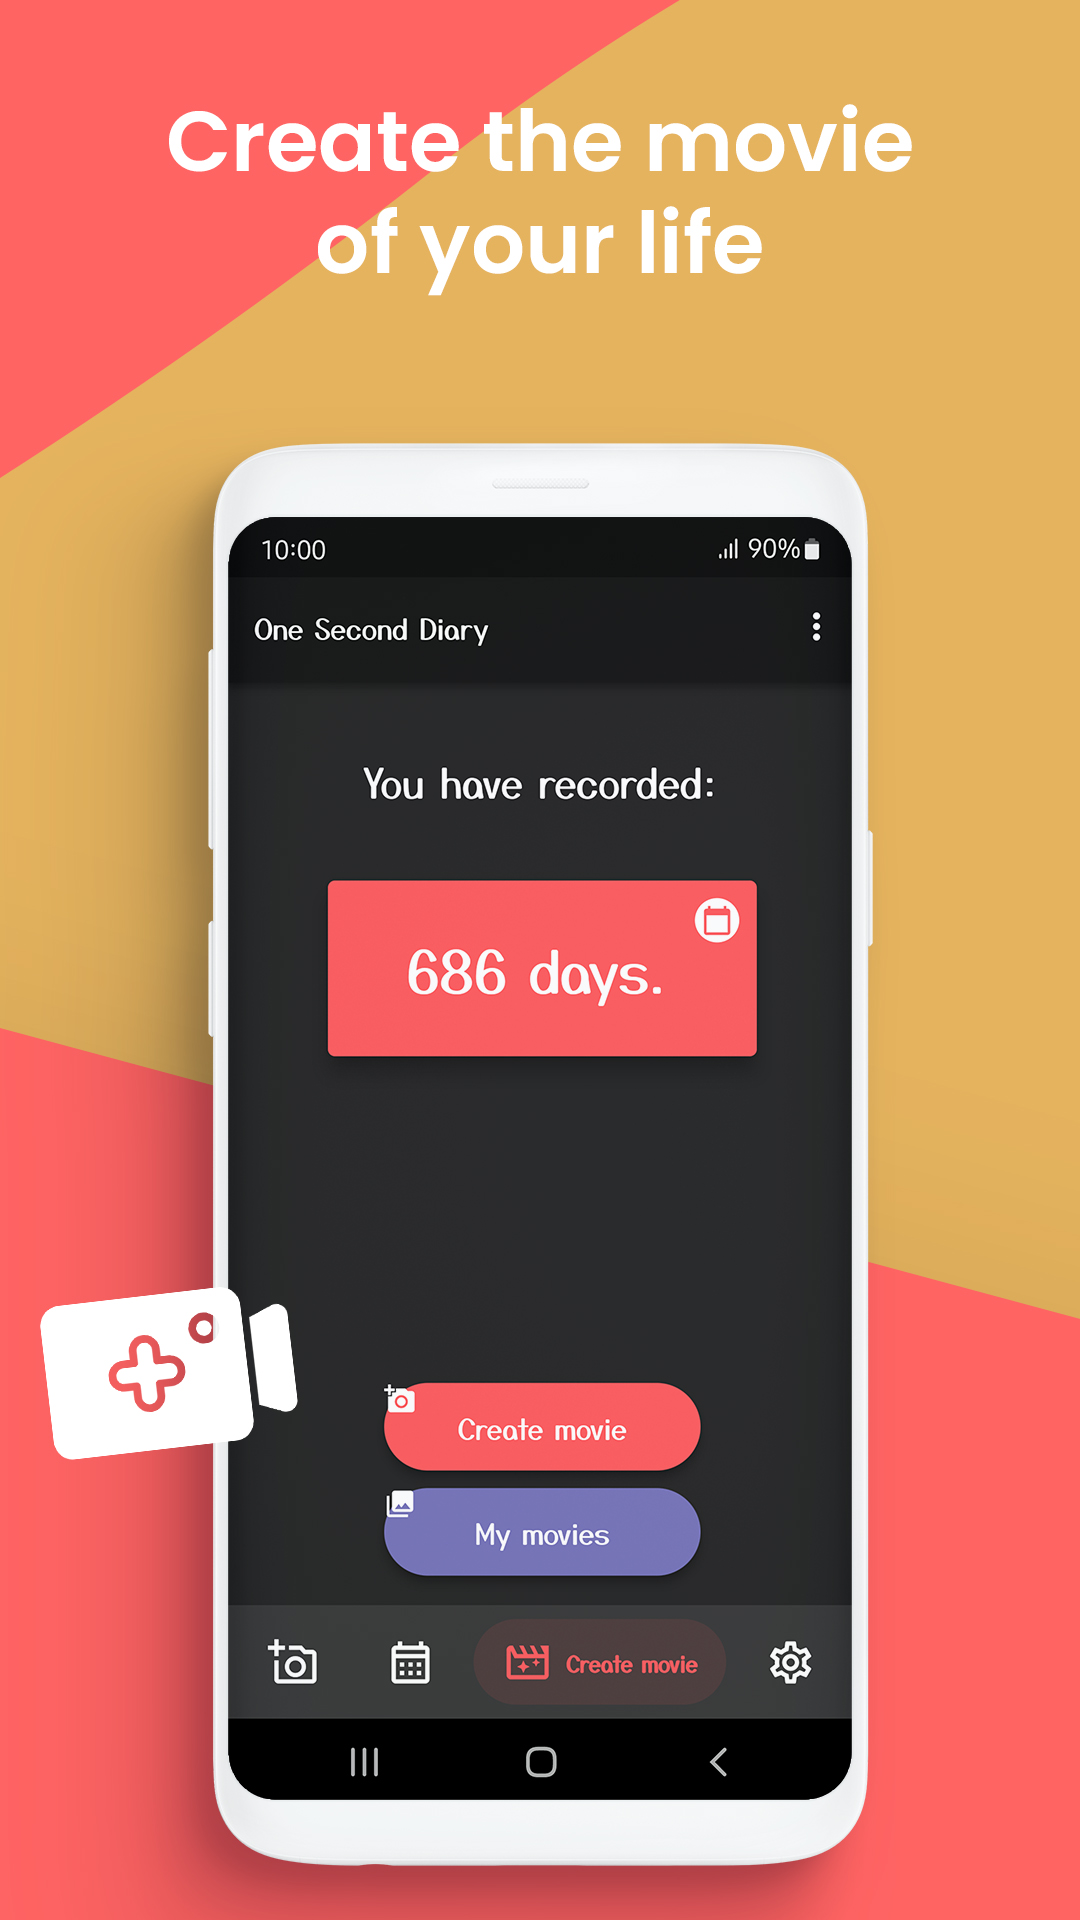 Create the movie
of your life
10:00 90%
One Second Diary
You have recorded:
686 days.
Create movie
My movies
Create movie